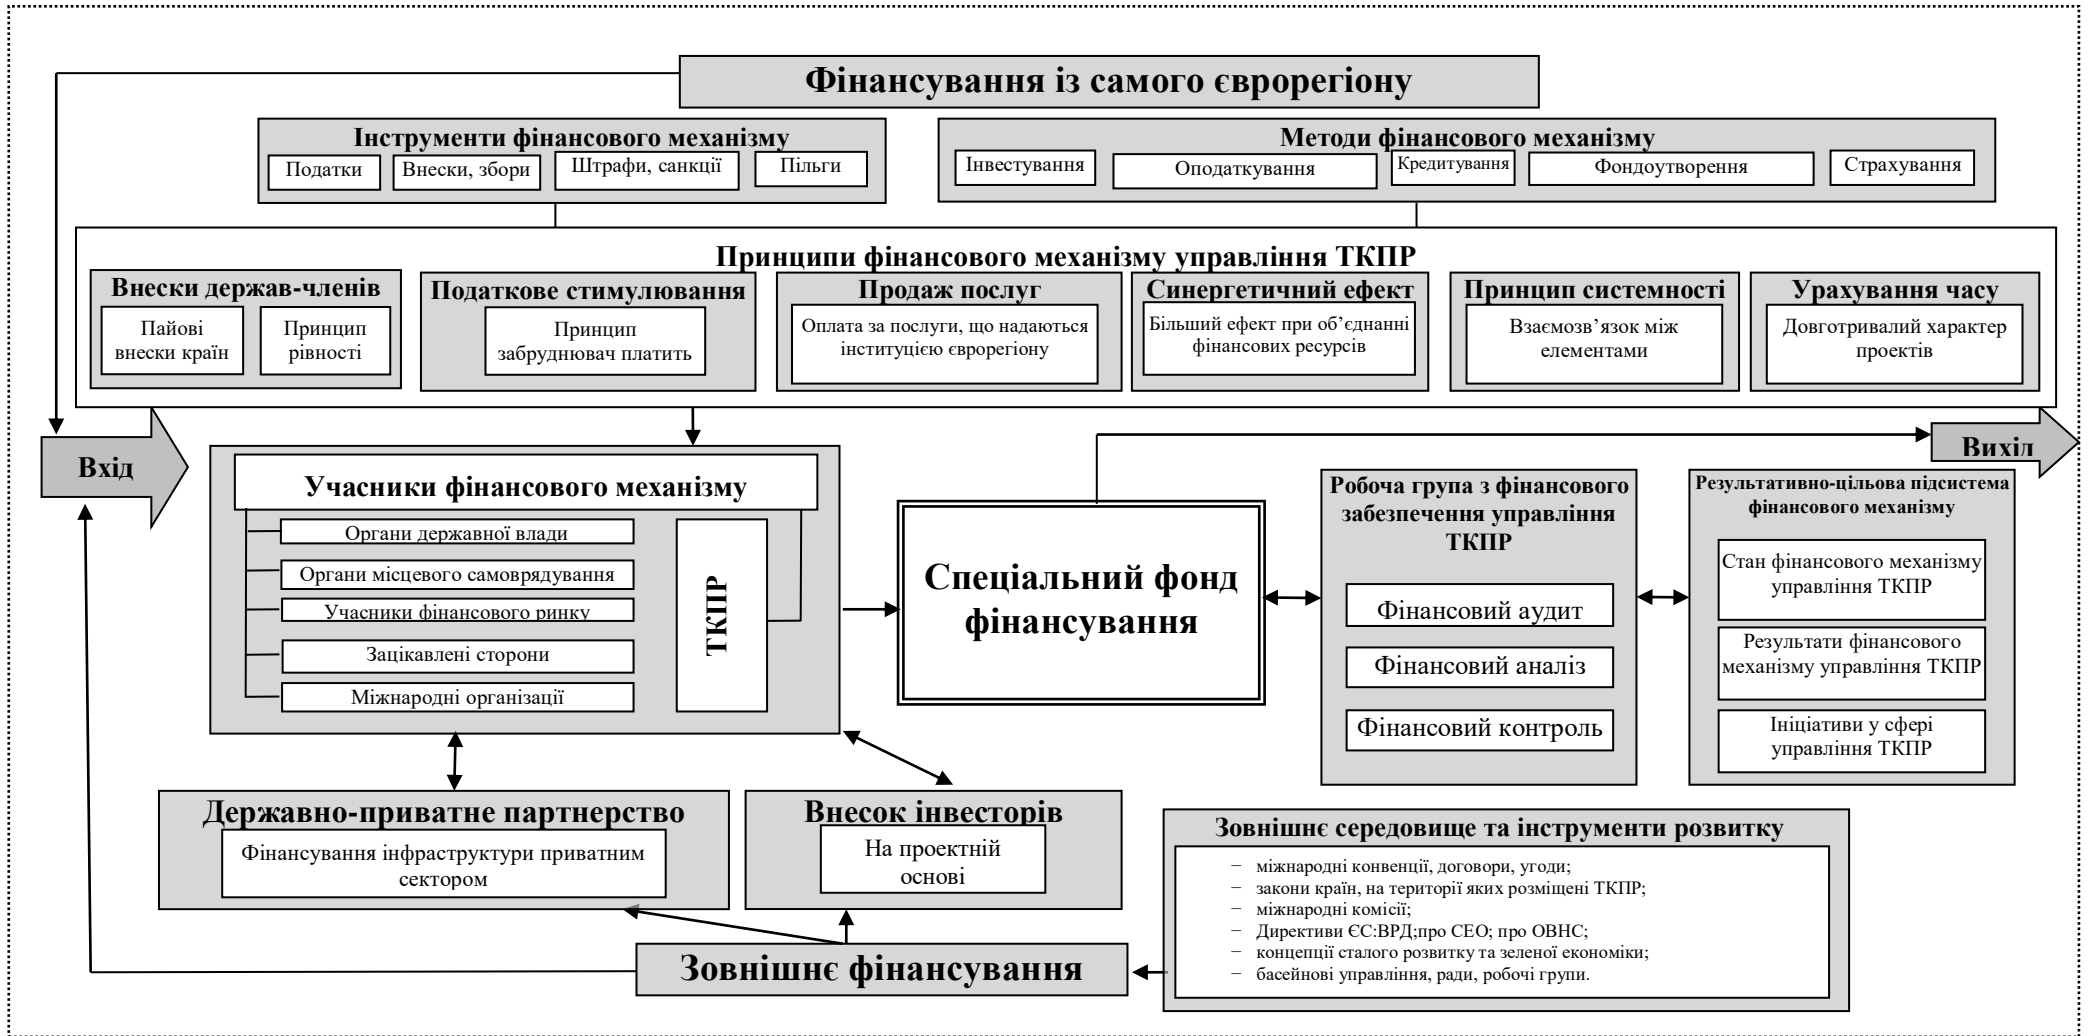 Фінансування із самого єврорегіону
Інструменти фінансового механізму
Податки
Внески, збори
Штрафи, санкції
Пільги
Методи фінансового механізму
Інвестування
Оподаткування
Кредитування
Фондоутворення
Страхування
Принципи фінансового механізму управління ТКПР
Внески держав-членів
Пайові
внески країн
Принцип
рівності
Податкове стимулювання
Принцип
забруднювач платить
Продаж послуг
Оплата за послуги, що надаються
інституцією єврорегіону
Синергетичний ефект
Більший ефект при об’єднанні
фінансових ресурсів
Принцип системності
Взаємозв’язок між
елементами
Урахування часу
Довготривалий характер
проектів
Вхід
Вихід
Учасники фінансового механізму
Органи державної влади
Органи місцевого самоврядування
Учасники фінансового ринку
Зацікавлені сторони
Міжнародні організації
ТКПР
Спеціальний фонд
фінансування
Робоча група з фінансового
забезпечення управління
ТКПР
Фінансовий аудит
Фінансовий аналіз
Фінансовий контроль
Результативно-цільова підсистема
фінансового механізму
Стан фінансового механізму
управління ТКПР
Результати фінансового
механізму управління ТКПР
Ініціативи у сфері
управління ТКПР
Державно-приватне партнерство
Фінансування інфраструктури приватним
сектором
Внесок інвесторів
На проектній
основі
Зовнішнє середовище та інструменти розвитку
− міжнародні конвенції, договори, угоди;
− закони країн, на території яких розміщені ТКПР;
− міжнародні комісії;
− Директиви ЄС:ВРД;про СЕО; про ОВНС;
− концепції сталого розвитку та зеленої економіки;
− басейнові управління, ради, робочі групи.
Зовнішнє фінансування